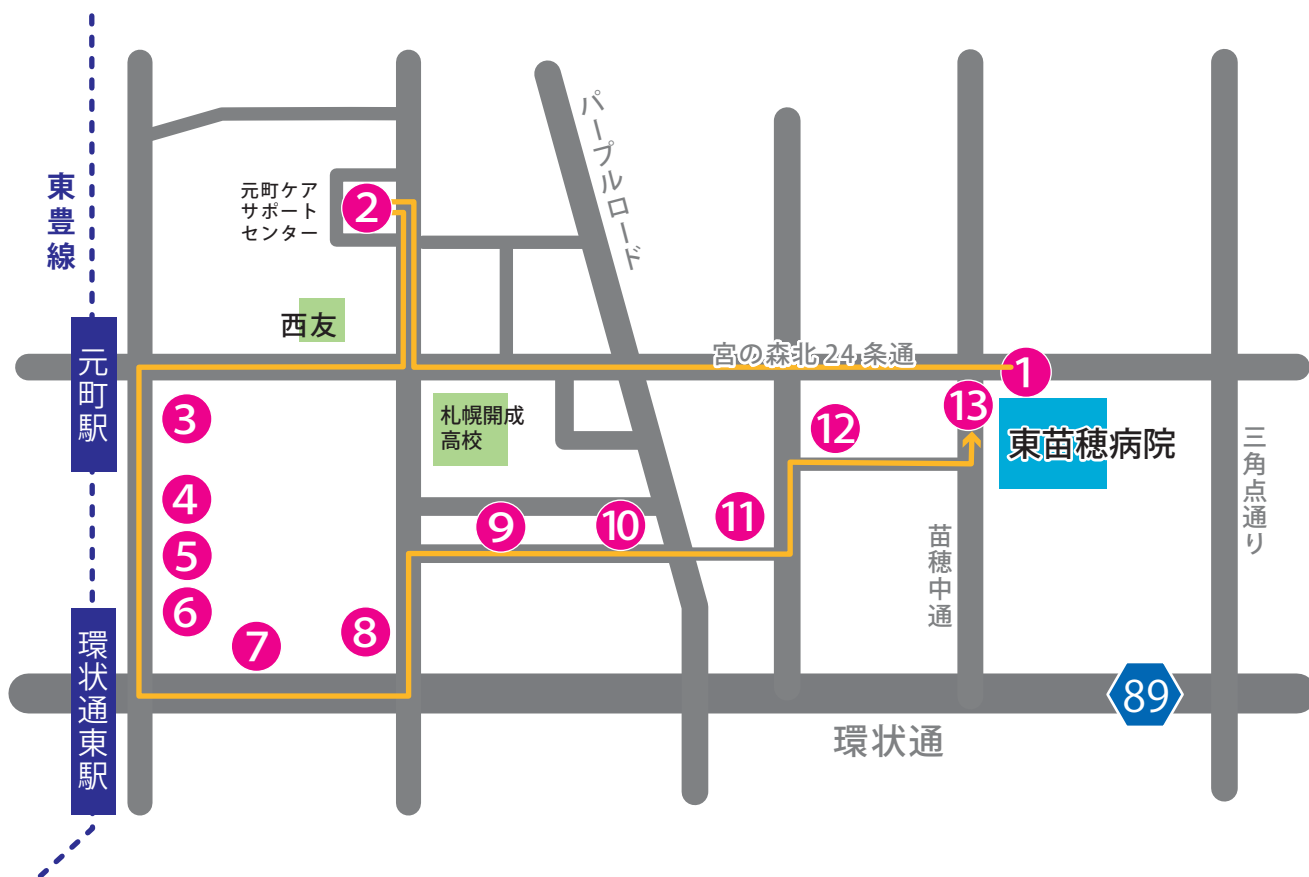 東豊線
元町駅
環状通東駅
元町ケア
サポート
センター
2
西友
パープルロード
宮の森北24条通
1
札幌開成
高校
3
4
5
6
7
8
9
10
11
12
13
東苗穂病院
苗穂中通
三角点通り
89
環状通